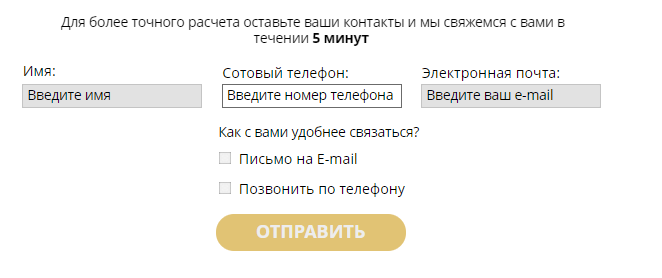 Для более точного расчета оставьте ваши контакты и мы свяжемся с вами в
течении 5 минут
Имя:
Сотовый телефон:
Электронная почта:
Введите имя
Введите номер телефона
Введите ваш e-mail
Как с вами удобнее связаться?
Письмо на E-mail
Позвонить по телефону
ОТПРАВИТЬ